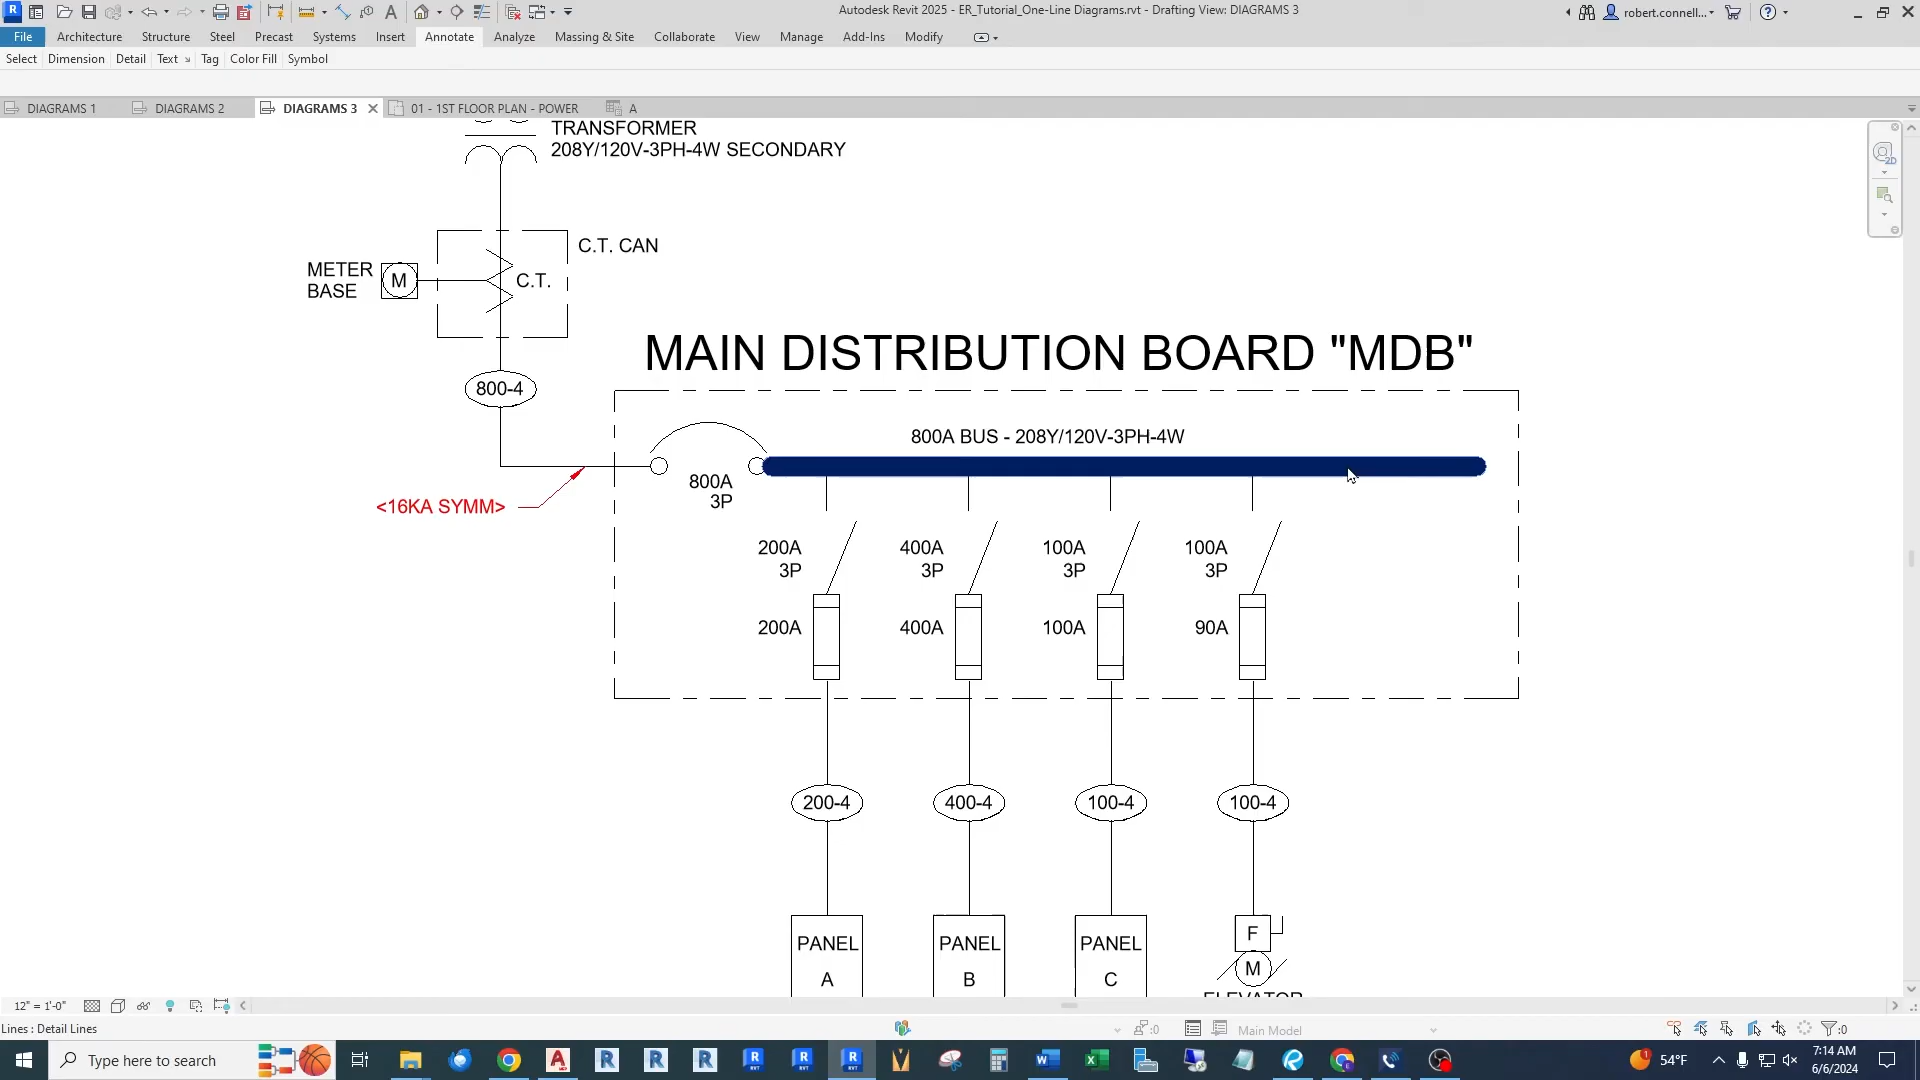 Autodesk Revit 2025 - ER_Tutorial_One-Line Diagrams.rvt - Drafting View: DIAGRAMS 3
robert.connell...
File Architecture Structure Steel Precast Systems Insert Annotate Analyze Massing & Site Collaborate View Manage Add-Ins Modify
Select Dimension Detail Text Tag Color Fill Symbol
DIAGRAMS 1
DIAGRAMS 2
DIAGRAMS 3
01 - 1ST FLOOR PLAN - POWER
A
TRANSFORMER
208Y/120V-3PH-4W SECONDARY
C.T. CAN
METER
BASE
M
C.T.
MAIN DISTRIBUTION BOARD "MDB"
800-4
800A BUS - 208Y/120V-3PH-4W
800A
3P
<16KA SYMM>
200A
3P
400A
3P
100A
3P
100A
3P
200A
400A
100A
90A
200-4
400-4
100-4
100-4
PANEL
A
PANEL
B
PANEL
C
F
M
ELEVATOR
12" = 1'-0"
Lines : Detail Lines
:0
Main Model
:0
Type here to search
54°F
7:14 AM
6/6/2024